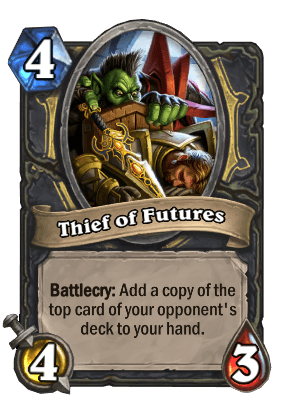 4
Thief of Futures
Battlecry: Add a copy of the
top card of your opponent's
deck to your hand.
4
3